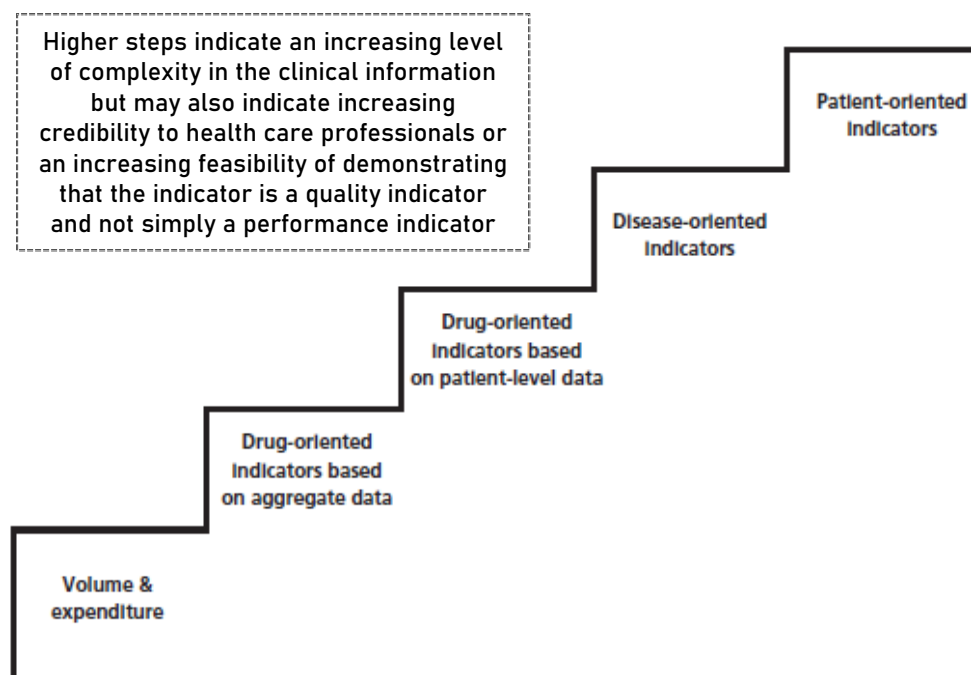 Higher steps indicate an increasing level
of complexity in the clinical information
but may also indicate increasing
credibility to health care professionals or
an increasing feasibility of demonstrating
that the indicator is a quality indicator
and not simply a performance indicator
Patient-oriented
indicators
Disease-oriented
indicators
Drug-oriented
indicators based
on patient-level data
Drug-oriented
indicators based
on aggregate data
Volume &
expenditure